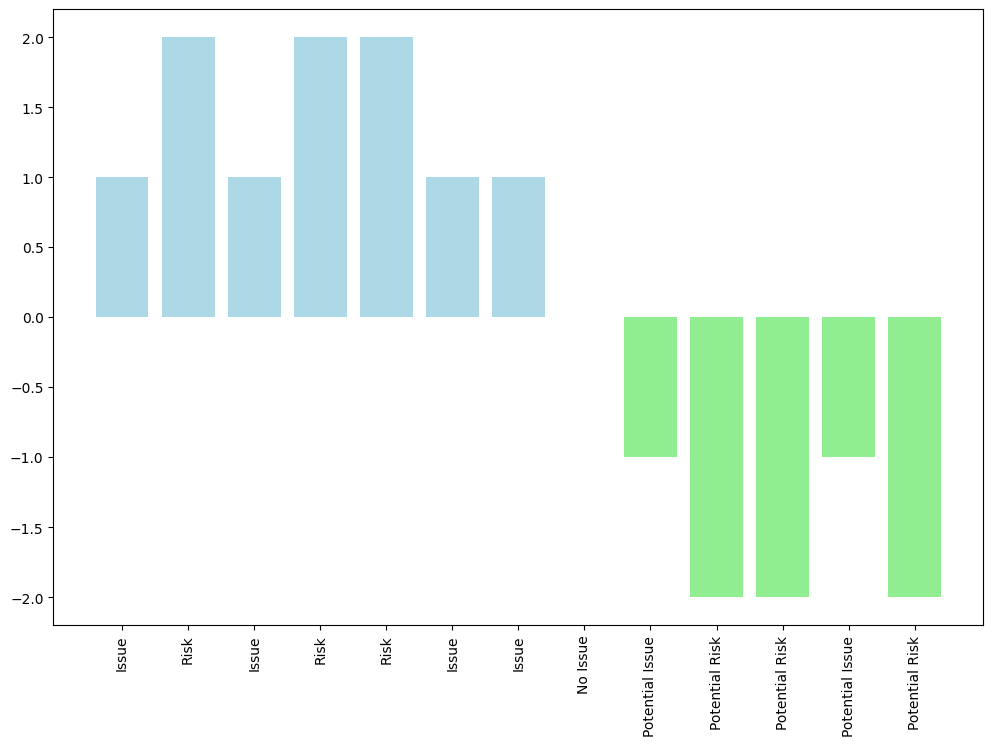 2.0
1.5
1.0
0.5
0.0
−0.5
−1.0
−1.5
−2.0
Issue
Risk
Issue
Risk
Risk
Issue
Issue
No Issue
Potential Issue
Potential Risk
Potential Risk
Potential Issue
Potential Risk